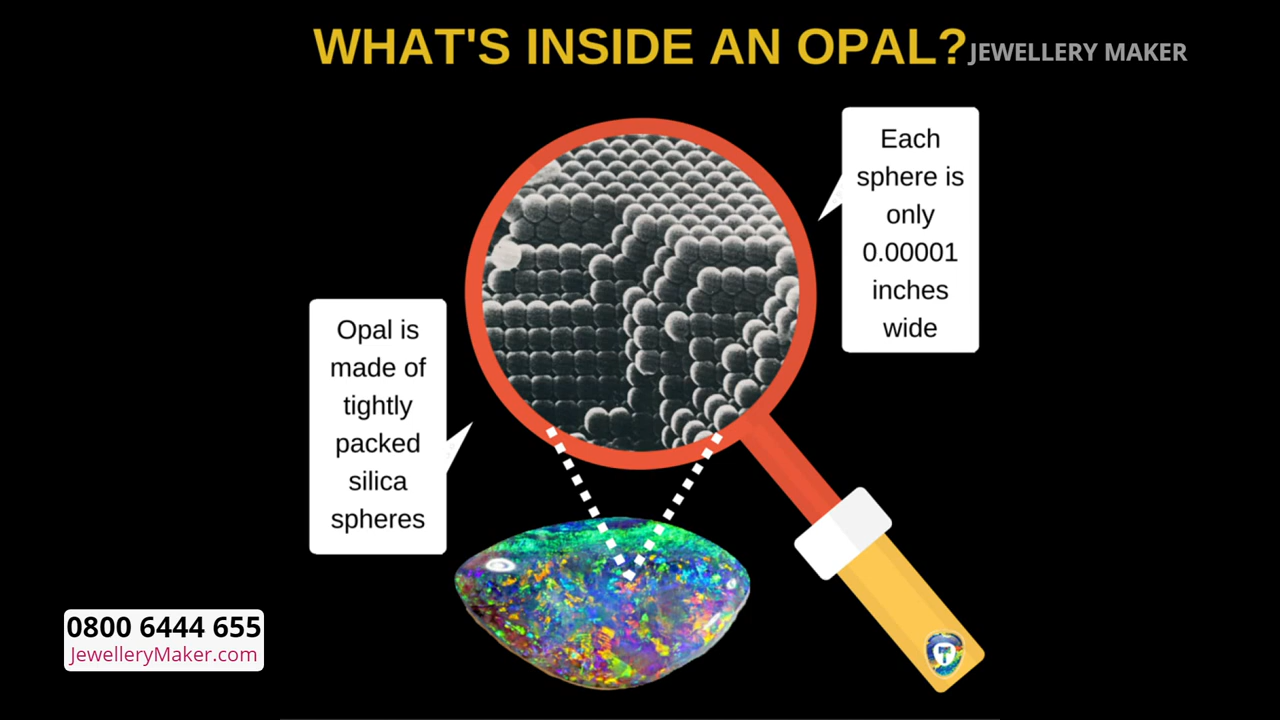 WHAT'S INSIDE AN OPAL?
JEWELLERY MAKER
Each
sphere is
only
0.00001
inches
wide
Opal is
made of
tightly
packed
silica
spheres
0800 6444 655
JewelleryMaker.com
T